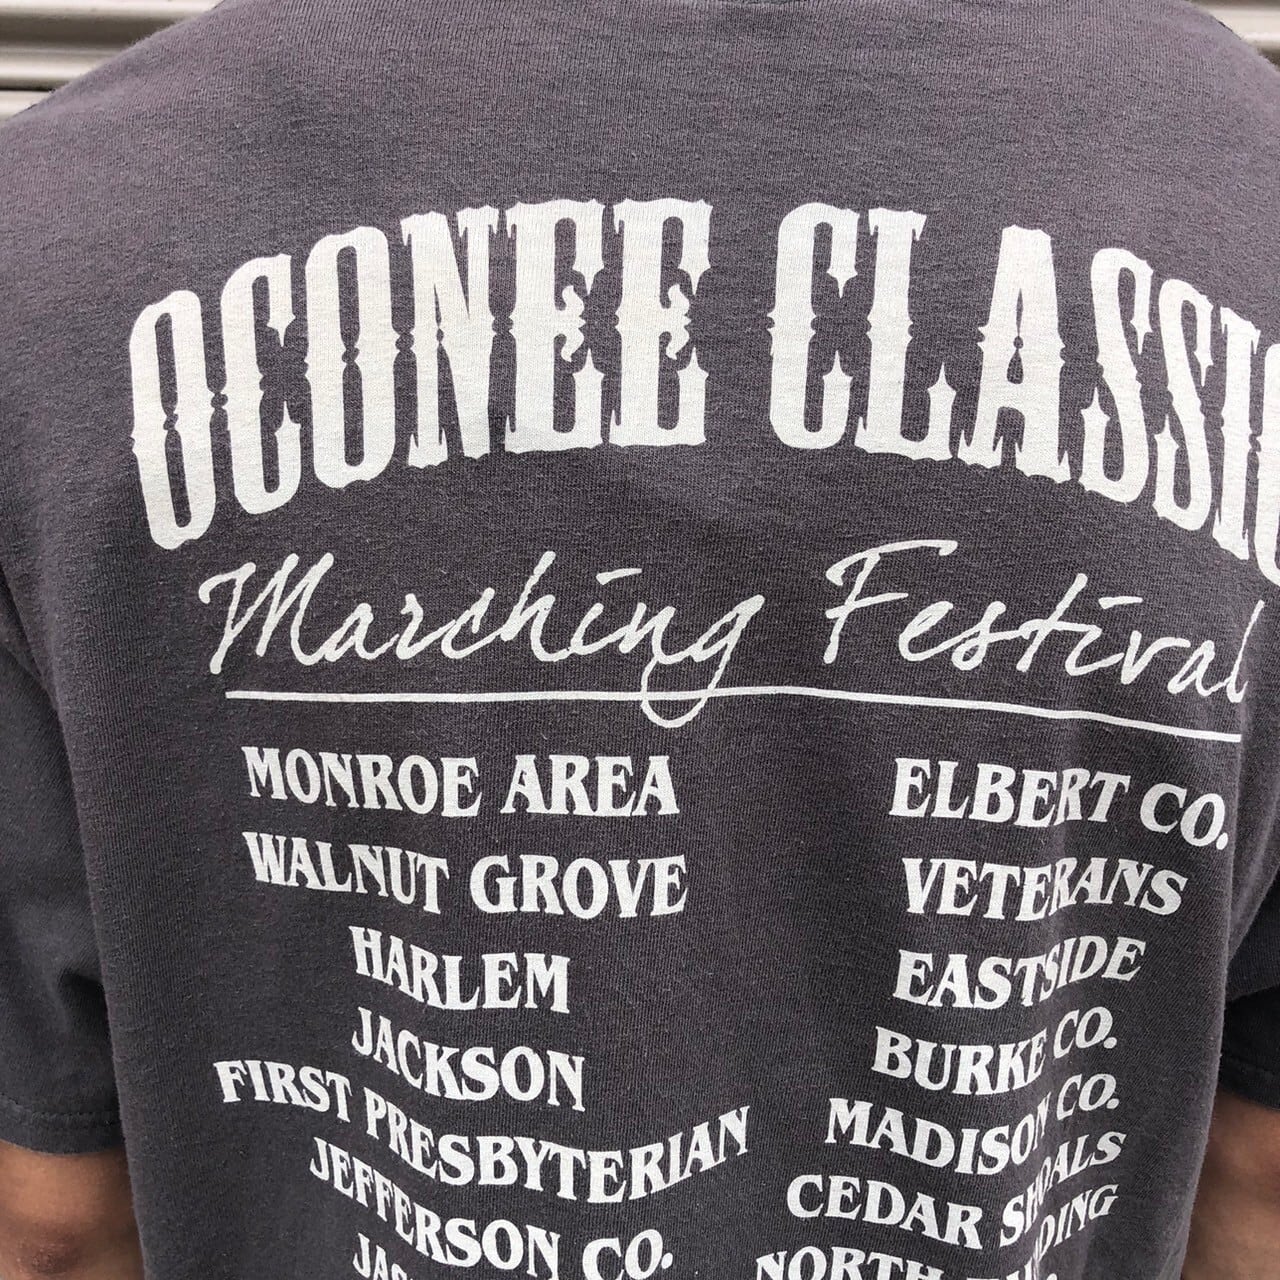 OCONEE CLASSIC
Marching Festival
MONROE AREA
WALNUT GROVE
HARLEM
JACKSON
FIRST PRESBYTERIAN
JEFFERSON CO.
ELBERT CO.
VETERANS
EASTSIDE
BURKE CO.
MADISON CO.
CEDAR SHOALS
NORTH